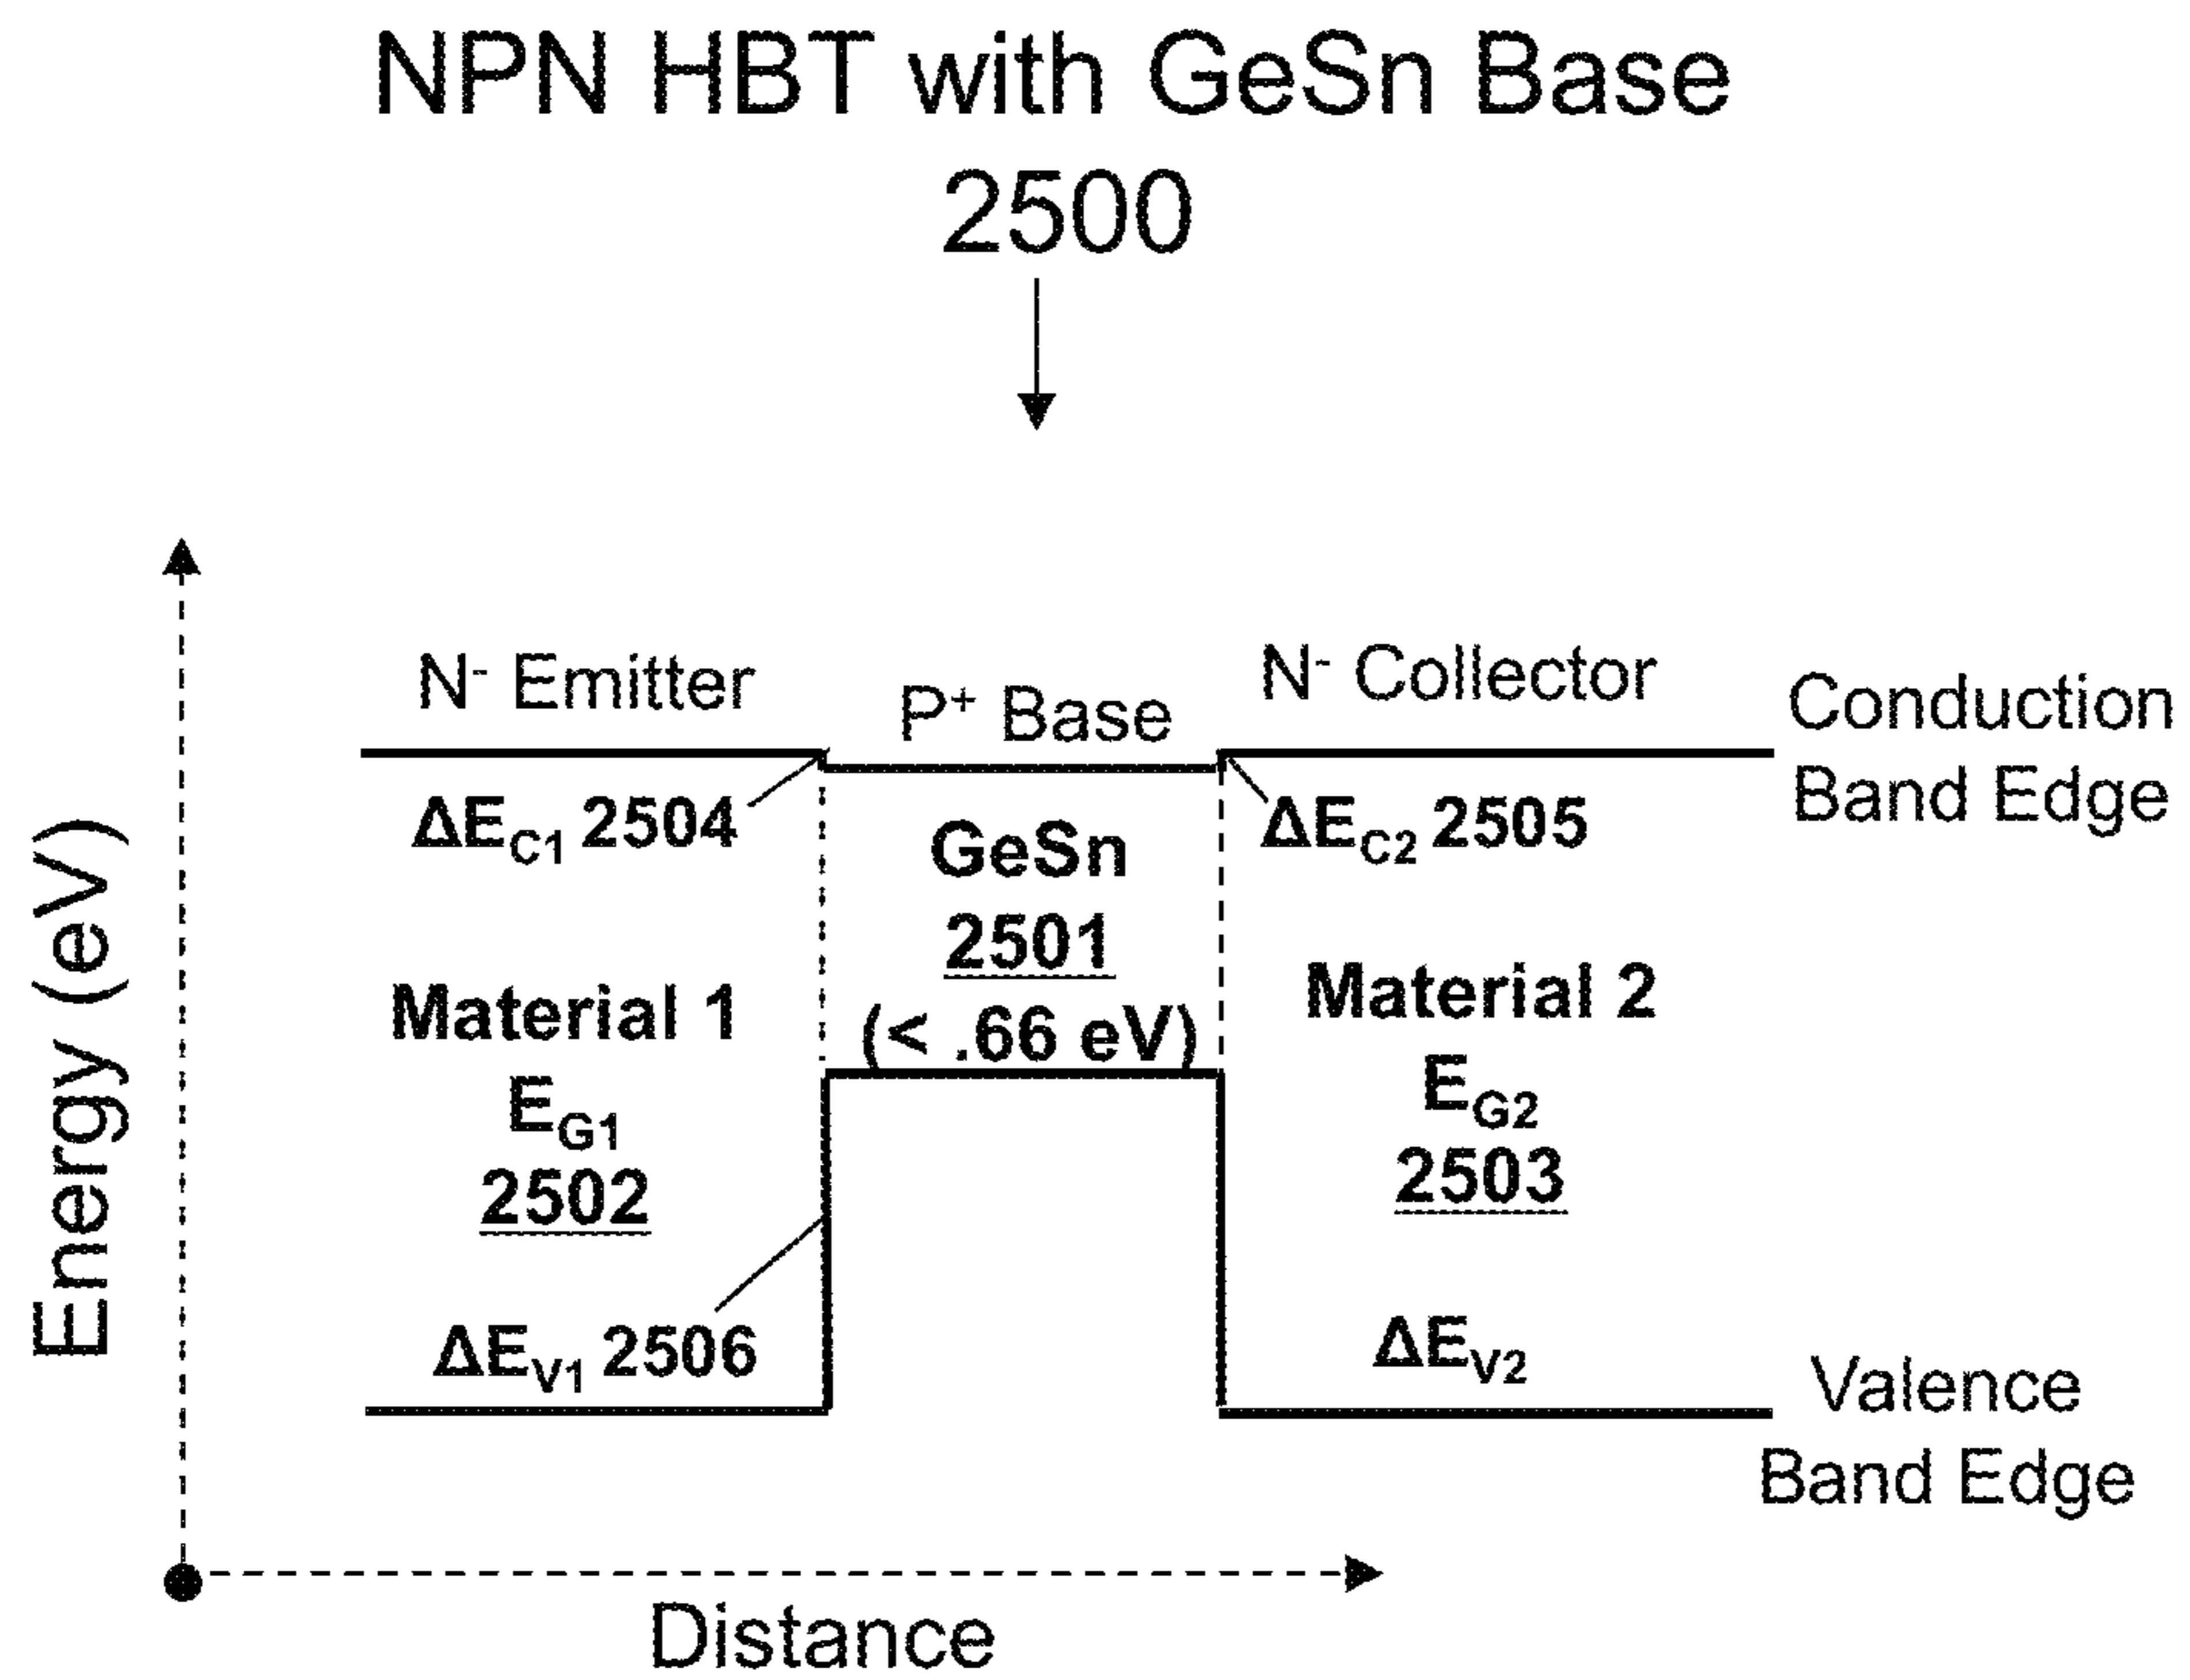 NPN HBT with GeSn Base
2500
N⁻ Emitter
P⁺ Base
N⁻ Collector
Conduction
Band Edge
ΔE_C1 2504
GeSn
2501
(< .66 eV)
ΔE_C2 2505
Material 1
E_G1
2502
Material 2
E_G2
2503
ΔE_V1 2506
ΔE_V2
Valence
Band Edge
Energy (eV)
Distance